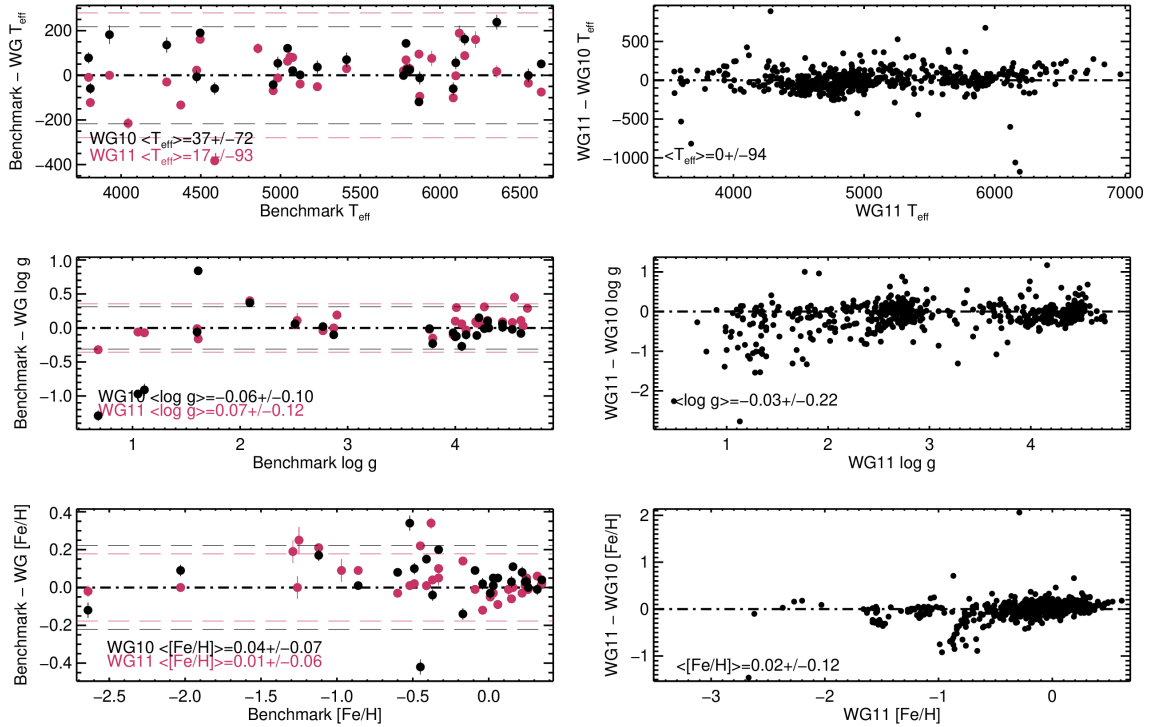 Benchmark − WG Teff
200
0
−200
−400
WG10 <Teff>=37+/−72
WG11 <Teff>=17+/−93
4000 4500 5000 5500 6000 6500
Benchmark Teff
WG11 − WG10 Teff
500
0
−500
−1000
<Teff>=0+/−94
4000 5000 6000 7000
WG11 Teff
Benchmark − WG log g
1.0
0.5
0.0
−0.5
−1.0
WG10 <log g>=−0.06+/−0.10
WG11 <log g>=0.07+/−0.12
1 2 3 4
Benchmark log g
WG11 − WG10 log g
1
0
−1
−2
<log g>=−0.03+/−0.22
1 2 3 4
WG11 log g
Benchmark − WG [Fe/H]
0.4
0.2
0.0
−0.2
−0.4
WG10 <[Fe/H]>=0.04+/−0.07
WG11 <[Fe/H]>=0.01+/−0.06
−2.5 −2.0 −1.5 −1.0 −0.5 0.0
Benchmark [Fe/H]
WG11 − WG10 [Fe/H]
2
1
0
−1
<[Fe/H]>=0.02+/−0.12
−3 −2 −1 0
WG11 [Fe/H]